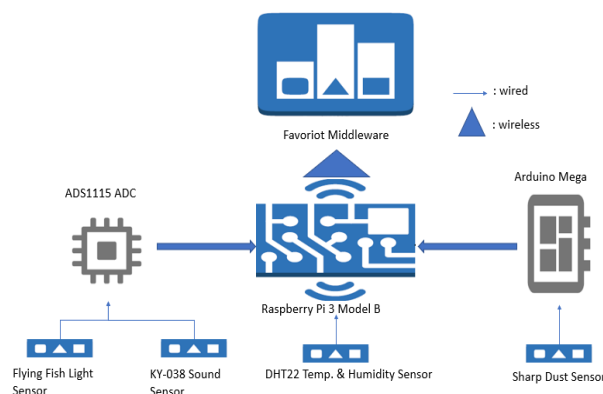 Favoriot Middleware
: wired
: wireless
ADS1115 ADC
Arduino Mega
Raspberry Pi 3 Model B
Flying Fish Light
Sensor
KY-038 Sound
Sensor
DHT22 Temp. & Humidity Sensor
Sharp Dust Sensor